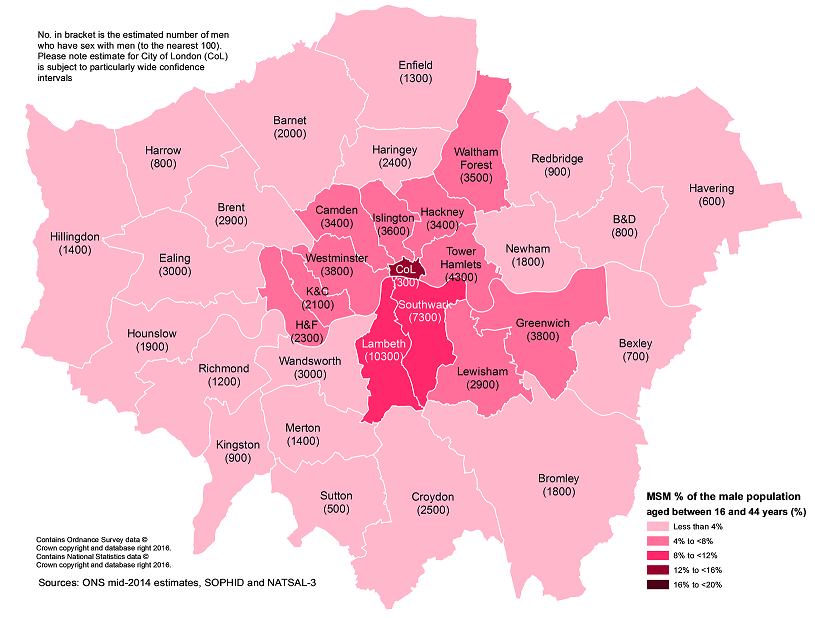 No. in bracket is the estimated number of men
who have sex with men (to the nearest 100).
Please note estimate for City of London (CoL)
is subject to particularly wide confidence
intervals
Enfield
(1300)
Barnet
(2000)
Harrow
(800)
Haringey
(2400)
Waltham
Forest
(3500)
Redbridge
(900)
Havering
(600)
Brent
(2900)
Camden
(3400)
Islington
(3600)
Hackney
(3400)
B&D
(800)
Hillingdon
(1400)
Ealing
(3000)
Westminster
(3800)
CoL
(300)
Tower
Hamlets
(4300)
Newham
(1800)
K&C
(2100)
Southwark
(7300)
H&F
(2300)
Greenwich
(3800)
Hounslow
(1900)
Lambeth
(10300)
Bexley
(700)
Richmond
(1200)
Wandsworth
(3000)
Lewisham
(2900)
Merton
(1400)
Kingston
(900)
Sutton
(500)
Croydon
(2500)
Bromley
(1800)
MSM % of the male population
aged between 16 and 44 years (%)
Less than 4%
4% to <8%
8% to <12%
12% to <16%
16% to <20%
Contains Ordnance Survey data ©
Crown copyright and database right 2016.
Contains National Statistics data ©
Crown copyright and database right 2016.
Sources: ONS mid-2014 estimates, SOPHID and NATSAL-3